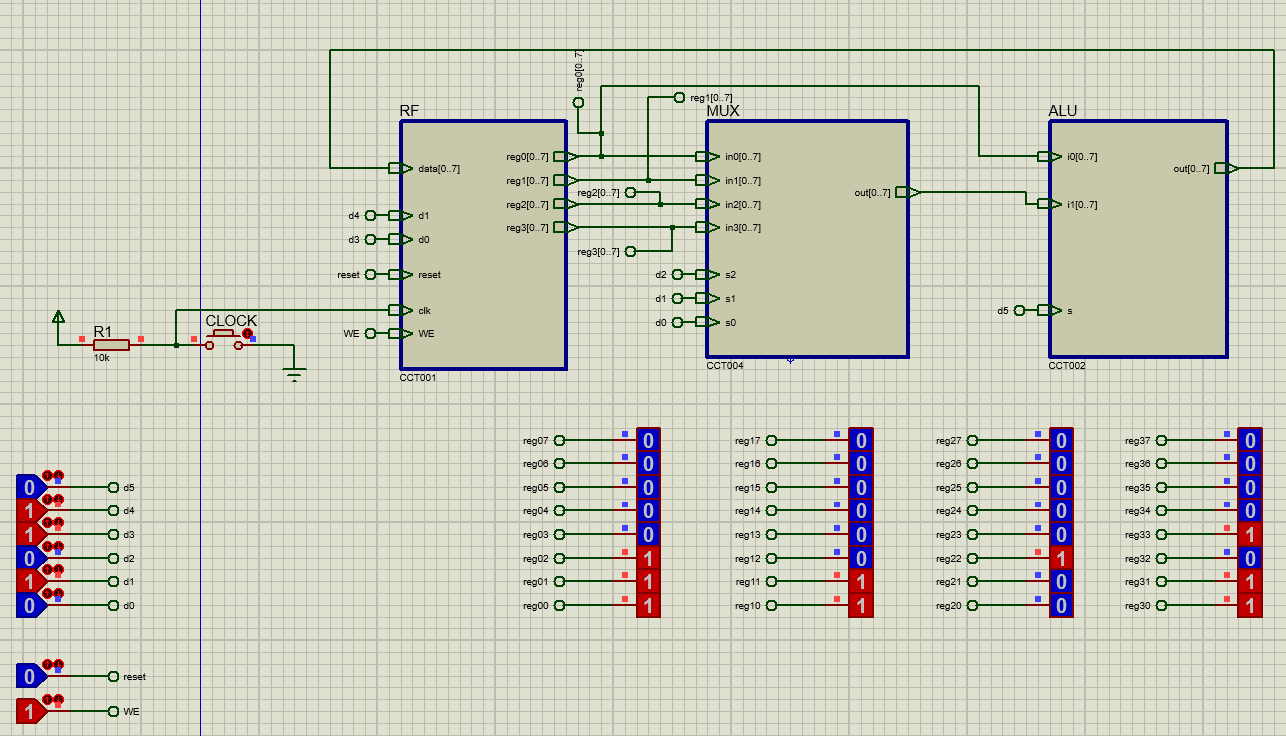 reg0[0..7]
reg1[0..7]
RF
MUX
ALU
data[0..7]
d4
d1
d3
d0
reset
reset
clk
WE
WE
reg0[0..7]
reg1[0..7]
reg2[0..7]
reg3[0..7]
CCT001
reg2[0..7]
reg3[0..7]
in0[0..7]
in1[0..7]
in2[0..7]
in3[0..7]
d2
s2
d1
s1
d0
s0
out[0..7]
CCT004
i0[0..7]
i1[0..7]
d5
s
out[0..7]
CCT002
R1
10k
CLOCK
reg07 0
reg06 0
reg05 0
reg04 0
reg03 0
reg02 1
reg01 1
reg00 1
reg17 0
reg16 0
reg15 0
reg14 0
reg13 0
reg12 0
reg11 1
reg10 1
reg27 0
reg26 0
reg25 0
reg24 0
reg23 0
reg22 1
reg21 0
reg20 0
reg37 0
reg36 0
reg35 0
reg34 0
reg33 1
reg32 0
reg31 1
reg30 1
0 d5
1 d4
1 d3
0 d2
1 d1
0 d0
0 reset
1 WE